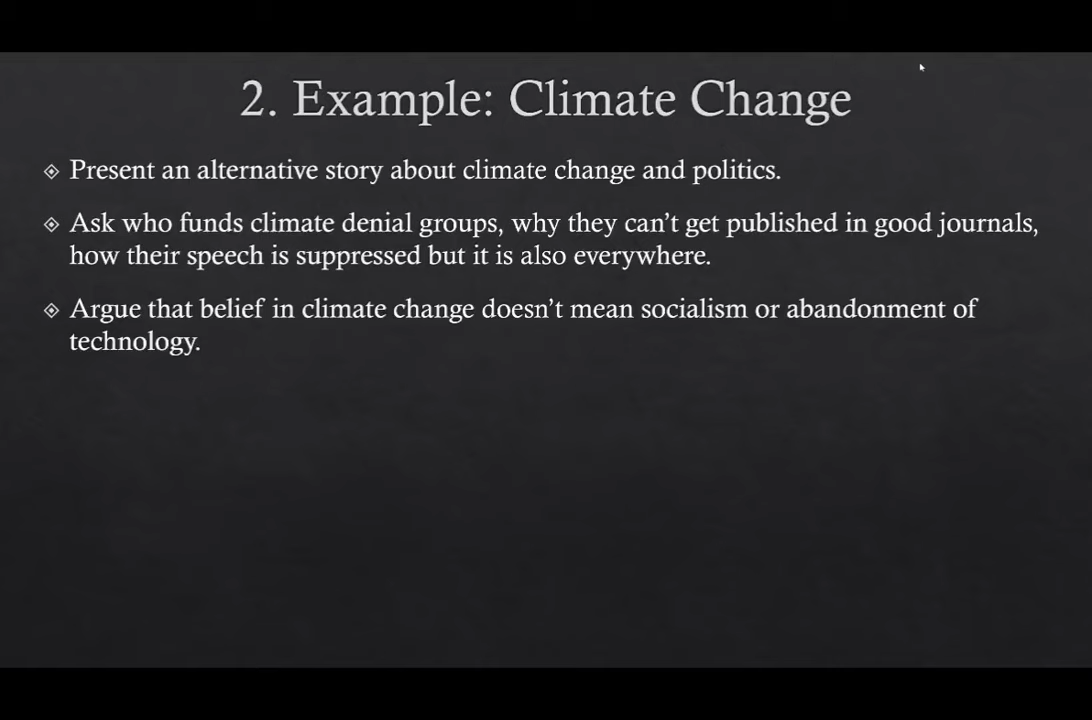 2. Example: Climate Change
Present an alternative story about climate change and politics.
Ask who funds climate denial groups, why they can’t get published in good journals,
how their speech is suppressed but it is also everywhere.
Argue that belief in climate change doesn’t mean socialism or abandonment of
technology.